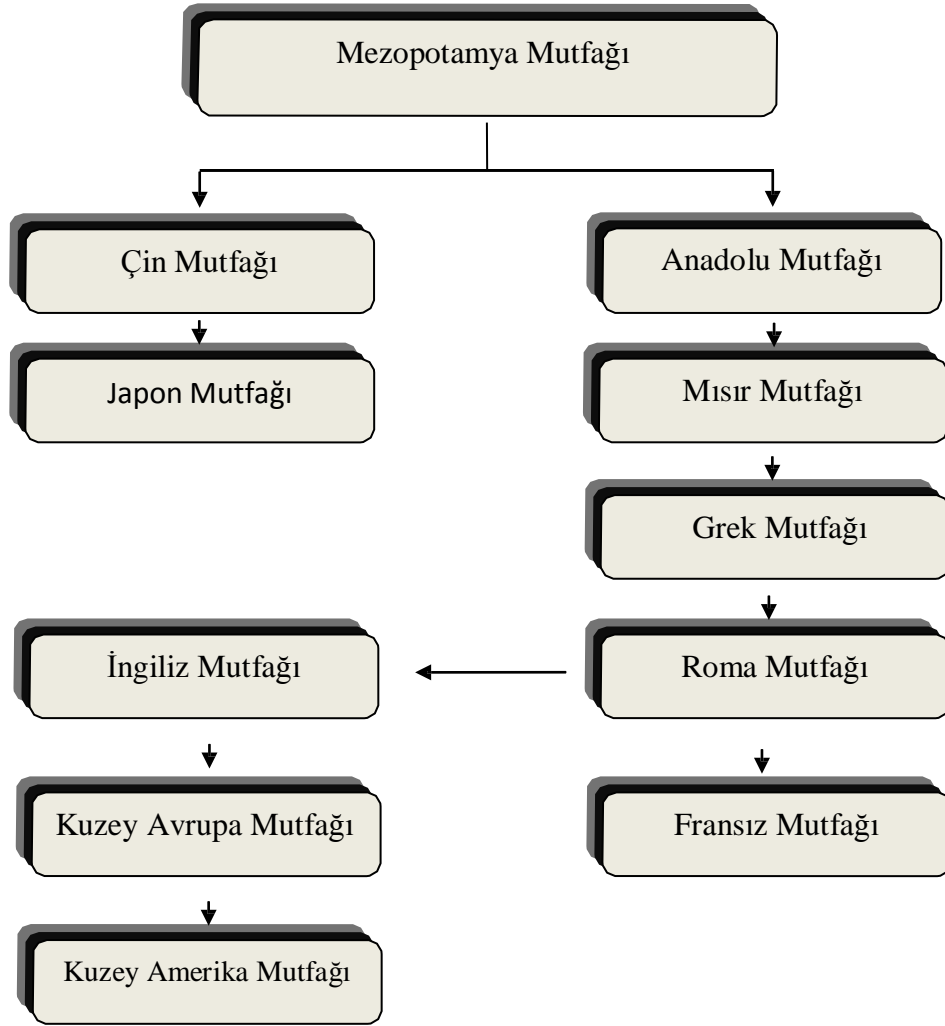 Mezopotamya Mutfağı
Çin Mutfağı
Anadolu Mutfağı
Japon Mutfağı
Mısır Mutfağı
Grek Mutfağı
İngiliz Mutfağı
Roma Mutfağı
Kuzey Avrupa Mutfağı
Fransız Mutfağı
Kuzey Amerika Mutfağı